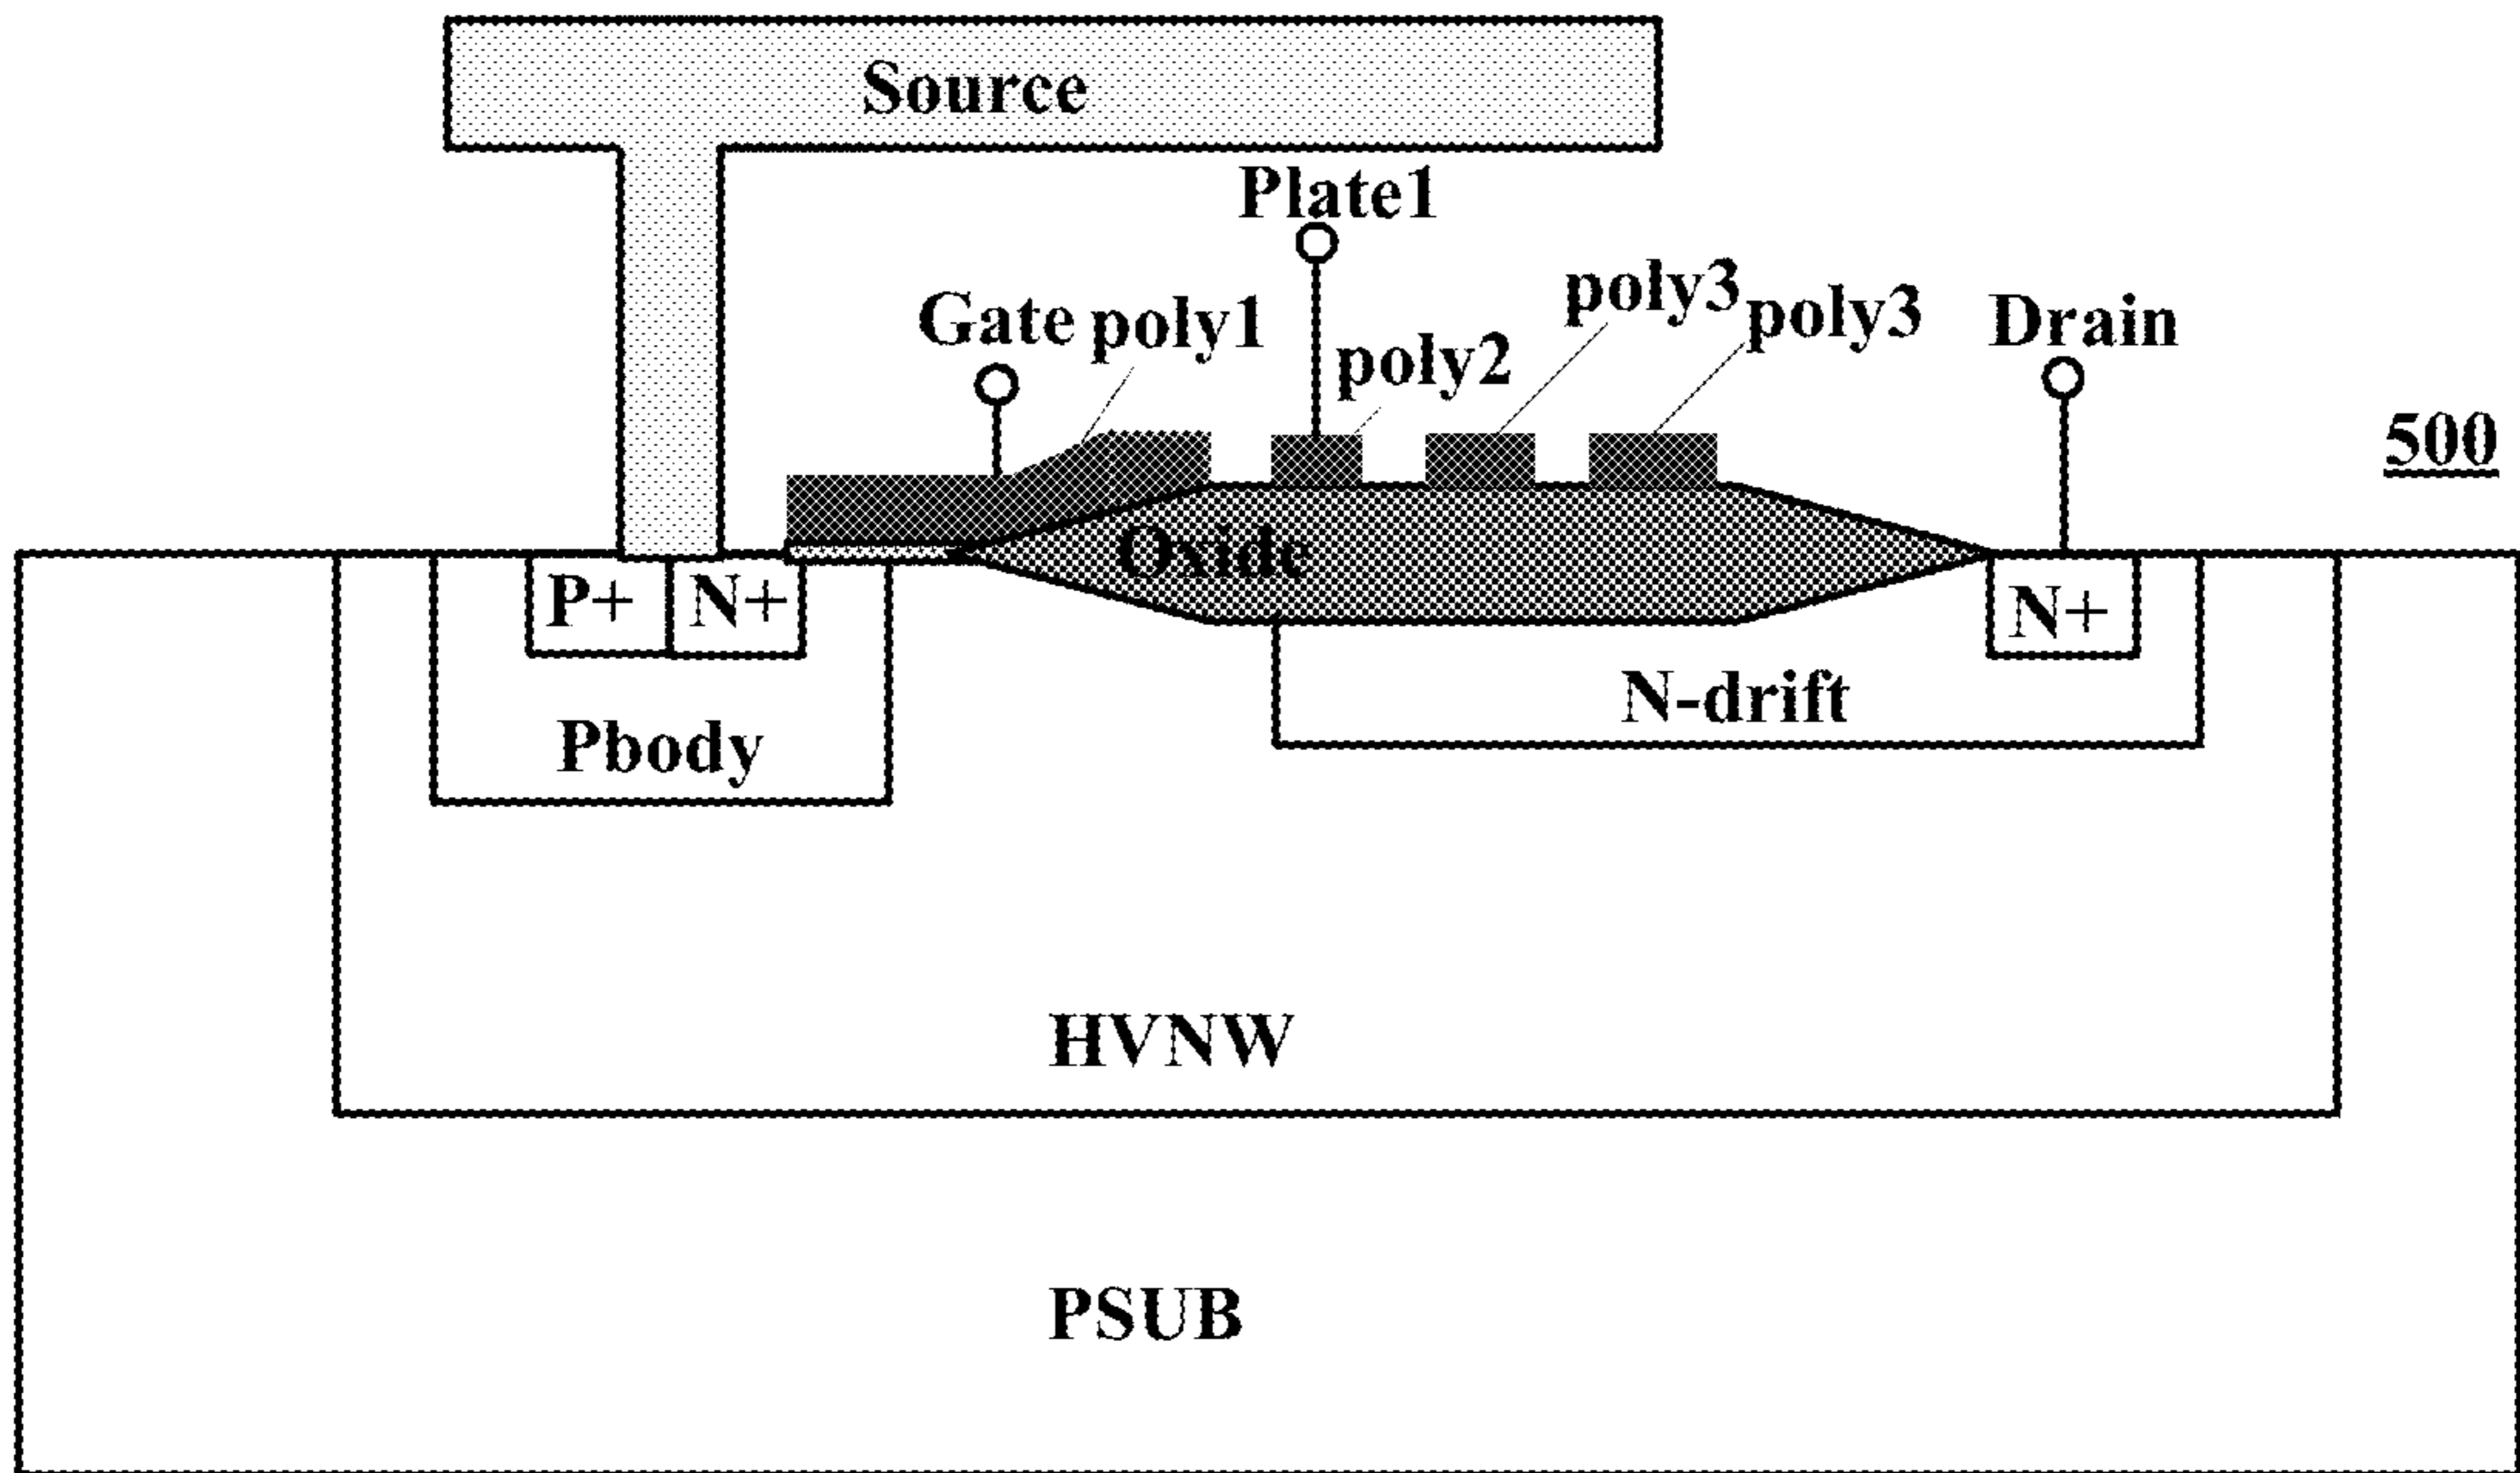 Source
Plate1
Gate poly1
poly2
poly3
poly3
Drain
500
Oxide
P+
N+
N+
Pbody
N-drift
HVNW
PSUB